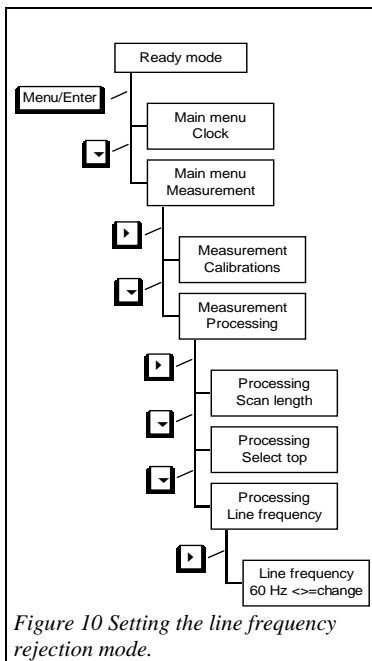 Ready mode
Menu/Enter
Main menu
Clock
Main menu
Measurement
Measurement
Calibrations
Measurement
Processing
Processing
Scan length
Processing
Select top
Processing
Line frequency
Line frequency
60 Hz <>=change
Figure 10 Setting the line frequency
rejection mode.